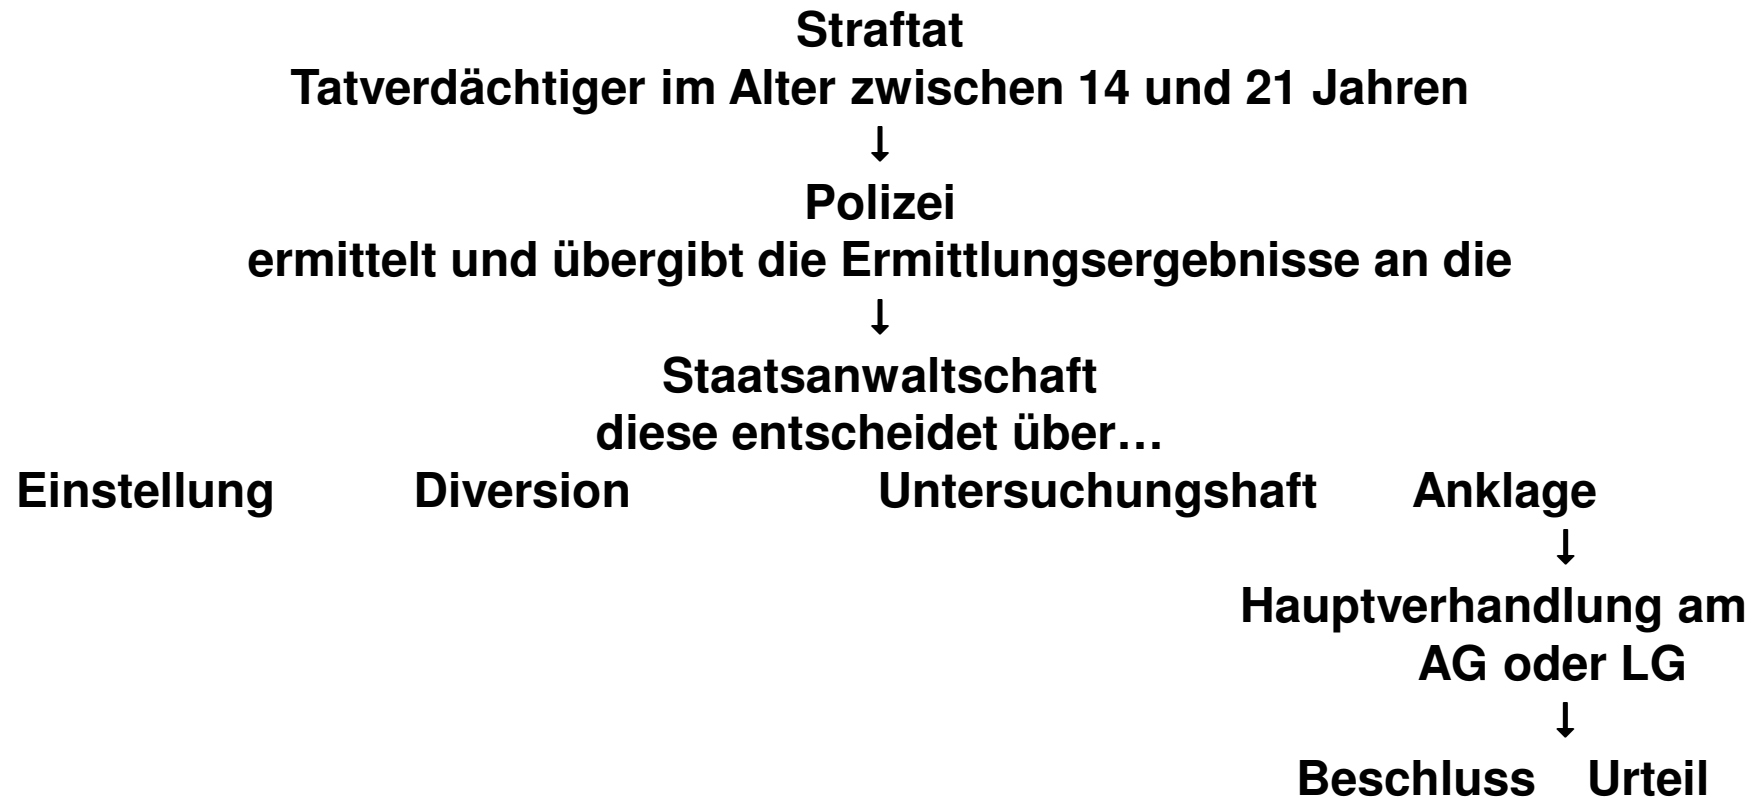 Straftat
Tatverdächtiger im Alter zwischen 14 und 21 Jahren
↓
Polizei
ermittelt und übergibt die Ermittlungsergebnisse an die
↓
Staatsanwaltschaft
diese entscheidet über…
Einstellung Diversion Untersuchungshaft Anklage
↓
Hauptverhandlung am
AG oder LG
↓
Beschluss Urteil